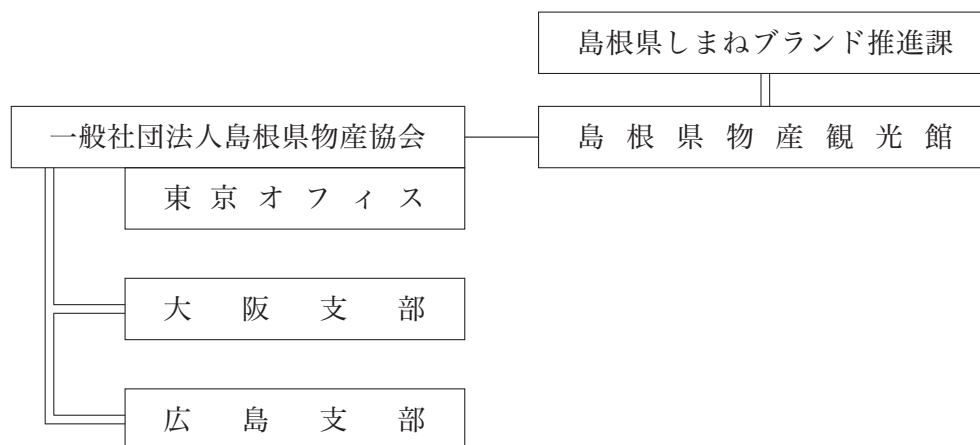 島根県しまねブランド推進課
一般社団法人島根県物産協会
島根県物産観光館
東京オフィス
大阪支部
広島支部